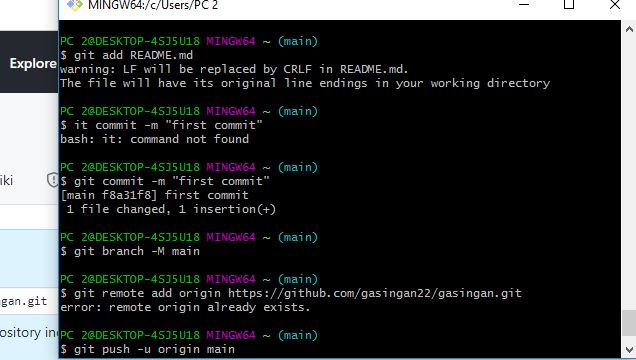 MINGW64:/c/Users/PC 2
PC 2@DESKTOP-4SJ5U18 MINGW64 ~ (main)
$ git add README.md
warning: LF will be replaced by CRLF in README.md.
The file will have its original line endings in your working directory
Explore
PC 2@DESKTOP-4SJ5U18 MINGW64 ~ (main)
$ it commit -m "first commit"
bash: it: command not found
PC 2@DESKTOP-4SJ5U18 MINGW64 ~ (main)
$ git commit -m "first commit"
[main f8a31f8] first commit
 1 file changed, 1 insertion(+)
iki
PC 2@DESKTOP-4SJ5U18 MINGW64 ~ (main)
$ git branch -M main
PC 2@DESKTOP-4SJ5U18 MINGW64 ~ (main)
$ git remote add origin https://github.com/gasingan22/gasingan.git
error: remote origin already exists.
ngan.git
ository in
PC 2@DESKTOP-4SJ5U18 MINGW64 ~ (main)
$ git push -u origin main